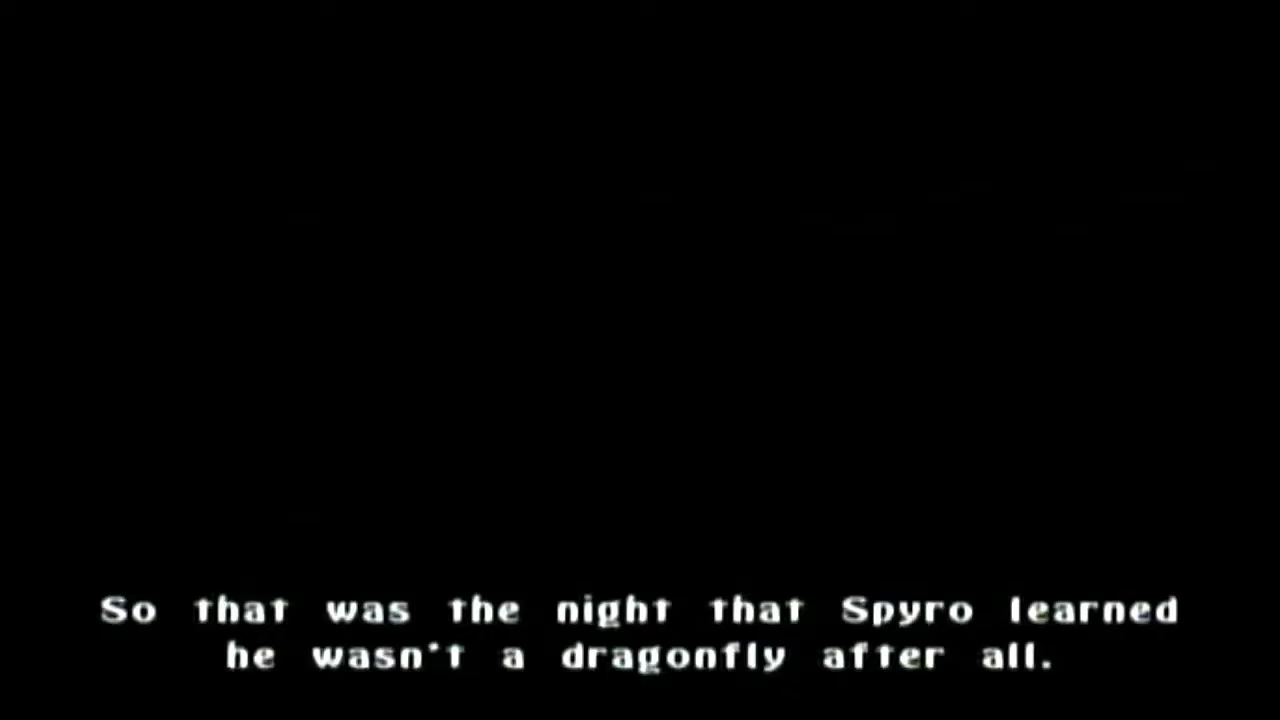 So that was the night that Spyro learned
he wasn't a dragonfly after all.